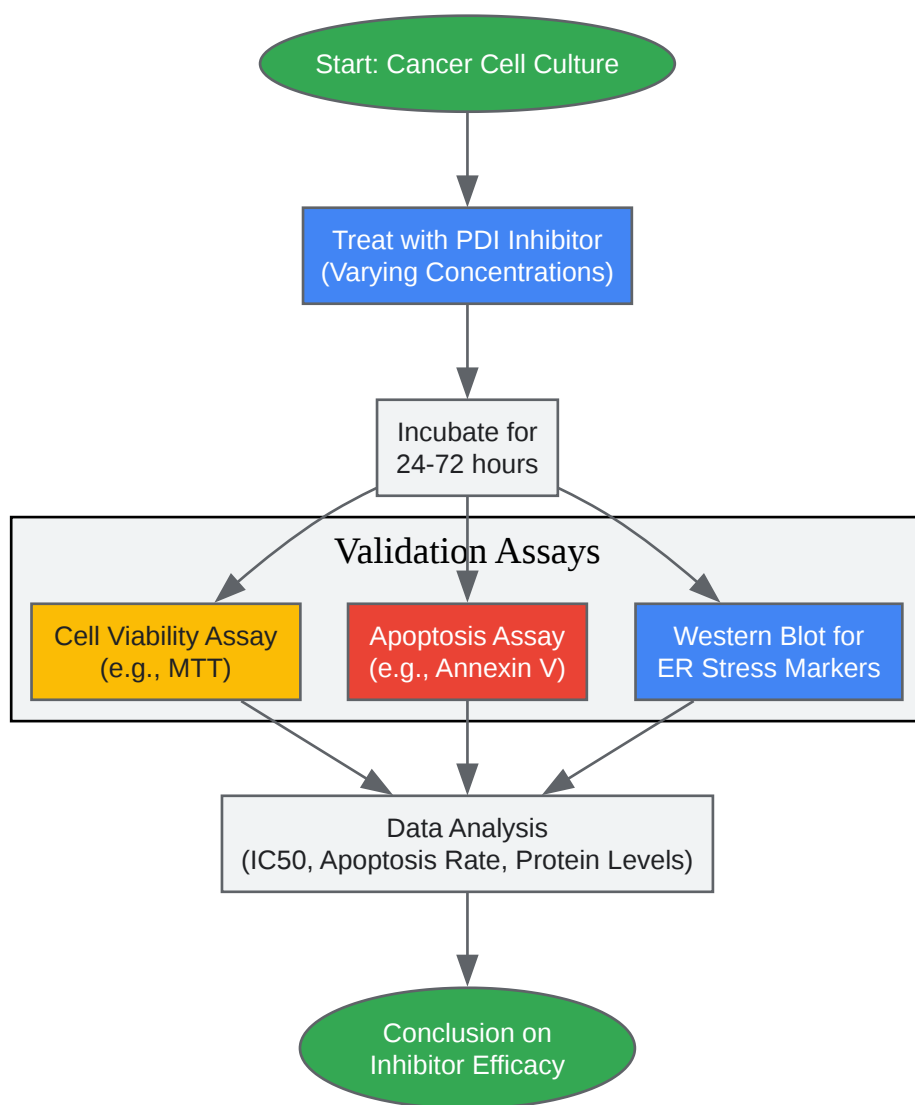 Start: Cancer Cell Culture
Treat with PDI Inhibitor
(Varying Concentrations)
Incubate for
24-72 hours
Validation Assays
Cell Viability Assay
(e.g., MTT)
Apoptosis Assay
(e.g., Annexin V)
Western Blot for
ER Stress Markers
Data Analysis
(IC50, Apoptosis Rate, Protein Levels)
Conclusion on
Inhibitor Efficacy